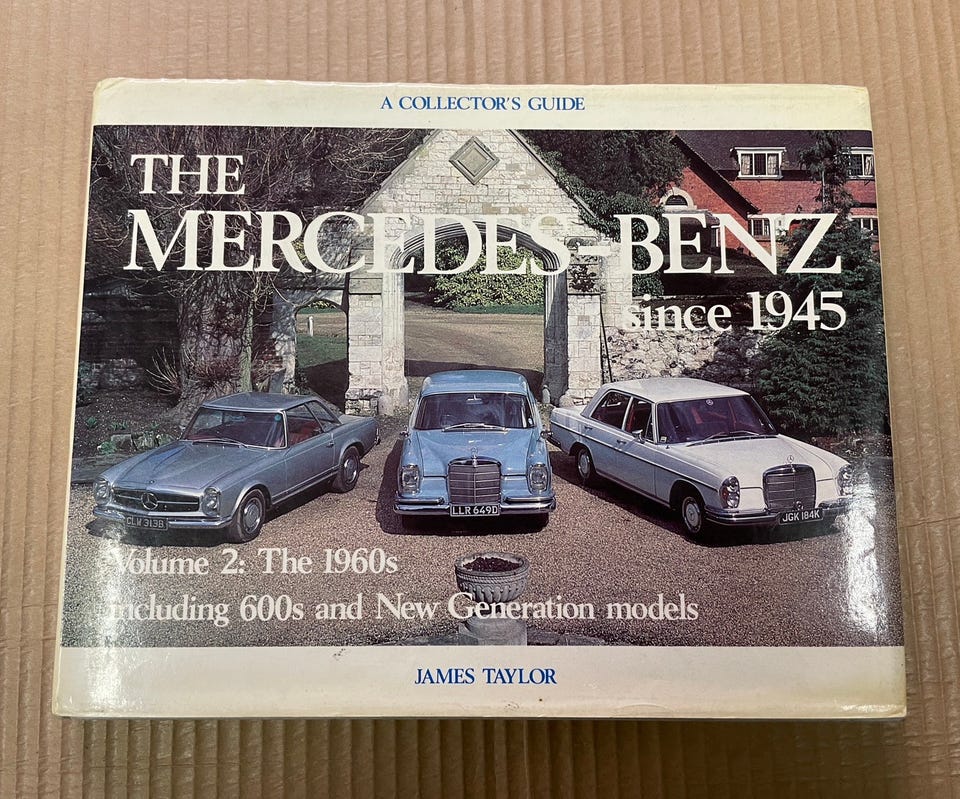 A COLLECTOR'S GUIDE
THE
MERCEDES-BENZ
since 1945
CLW 313B
LLR 649D
JGK 184K
Volume 2: The 1960s
including 600s and New Generation models
JAMES TAYLOR